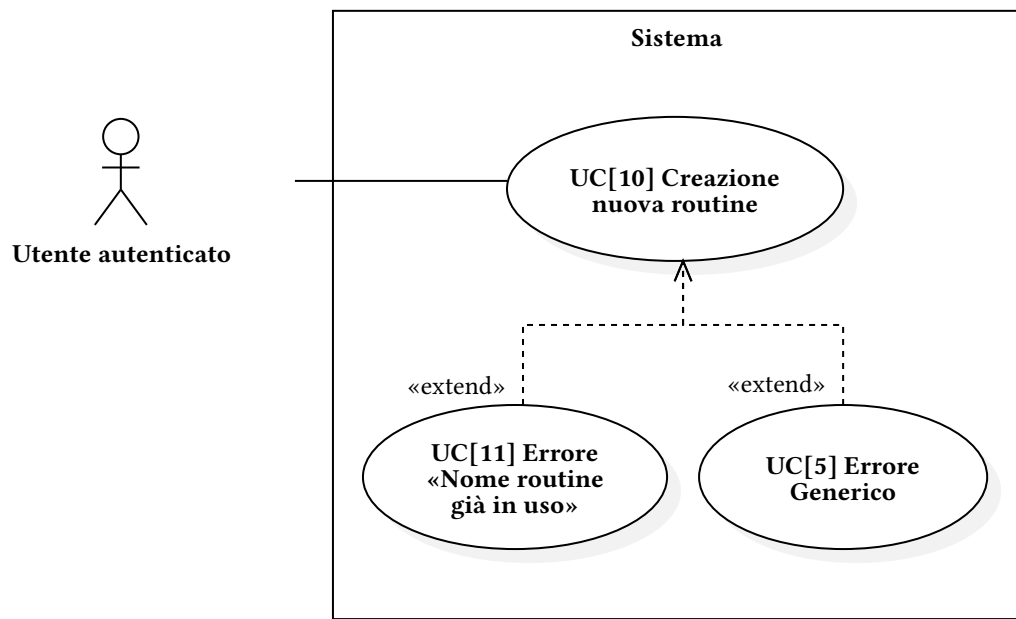 Sistema
UC[10] Creazione
nuova routine
Utente autenticato
«extend»
«extend»
UC[11] Errore
«Nome routine
già in uso»
UC[5] Errore
Generico